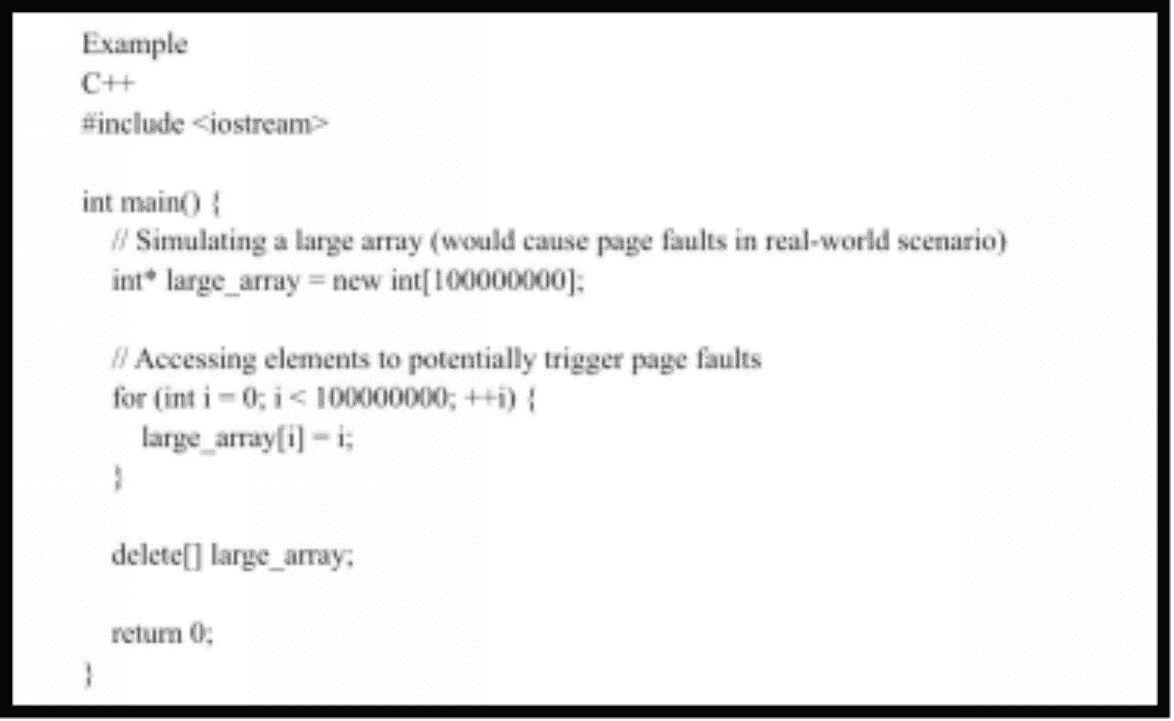 Example
C++
#include <iostream>
int main() {
// Simulating a large array (would cause page faults in real-world scenario)
int* large_array = new int[100000000];
// Accessing elements to potentially trigger page faults
for (int i = 0; i < 100000000; ++i) {
large_array[i] = i;
}
delete[] large_array;
return 0;
}